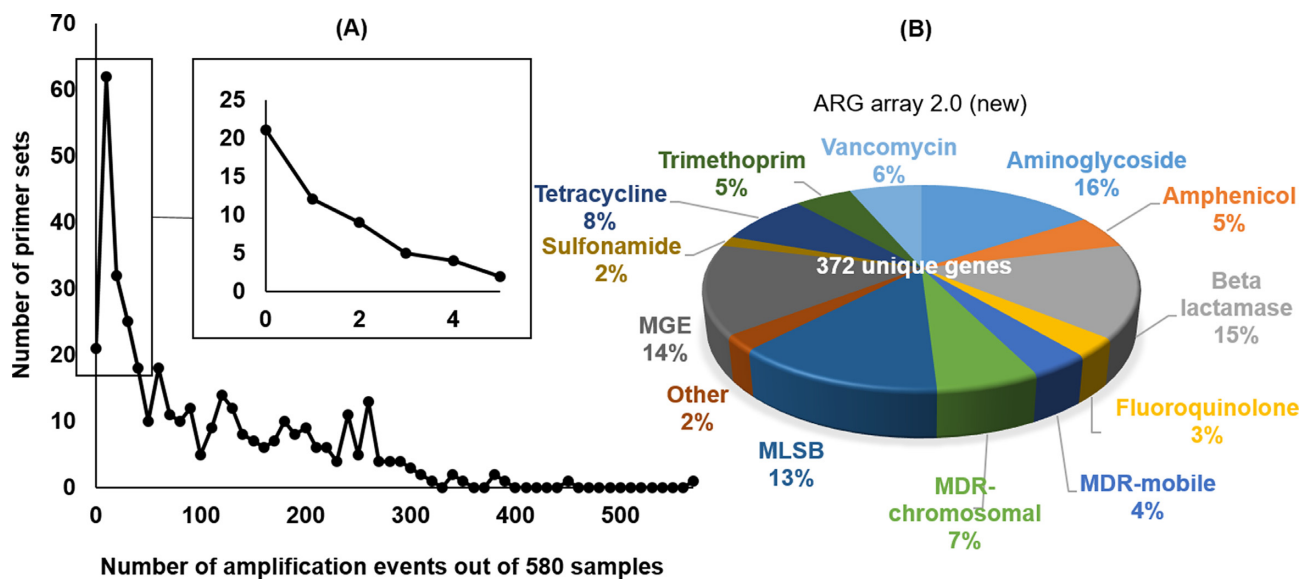 (A)
70
60
50
40
30
20
10
0
Number of primer sets
0
100
200
300
400
500
Number of amplification events out of 580 samples
25
20
15
10
5
0
0
2
4
(B)
ARG array 2.0 (new)
Vancomycin
6%
Aminoglycoside
16%
Amphenicol
5%
Beta
lactamase
15%
Fluoroquinolone
3%
MDR-mobile
4%
MDR-
chromosomal
7%
MLSB
13%
Other
2%
MGE
14%
Sulfonamide
2%
Tetracycline
8%
Trimethoprim
5%
372 unique genes